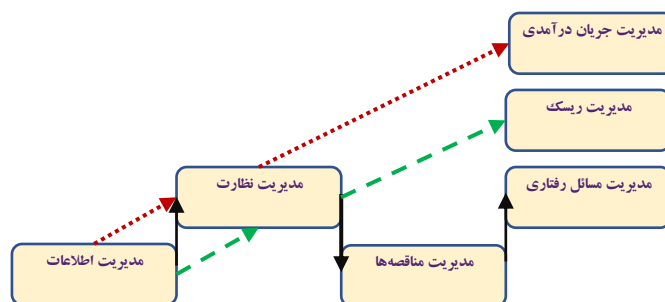 مدیریت جریان درآمدی
مدیریت ریسک
مدیریت نظارت
مدیریت مسائل رفتاری
مدیریت اطلاعات
مدیریت مناقصه‌ها